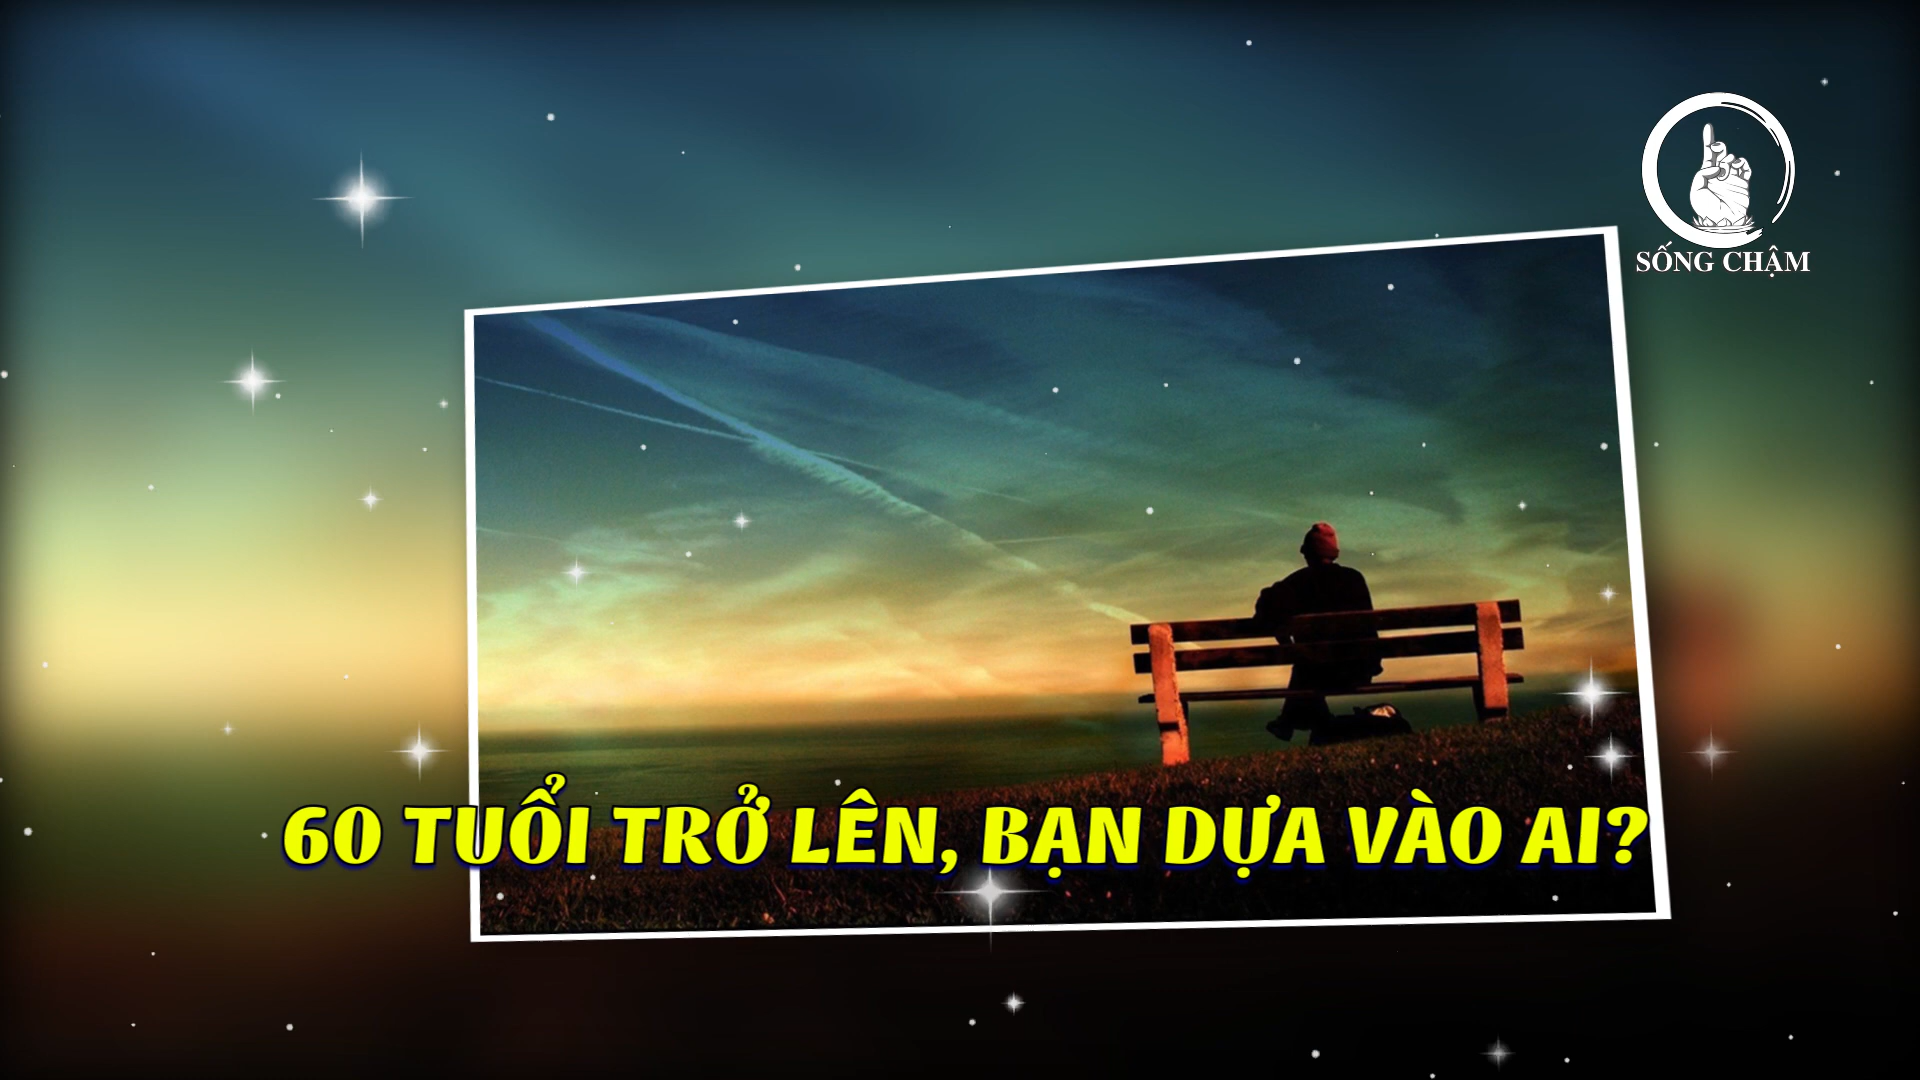 SỐNG CHẬM
60 TUỔI TRỞ LÊN, BẠN DỰA VÀO AI?